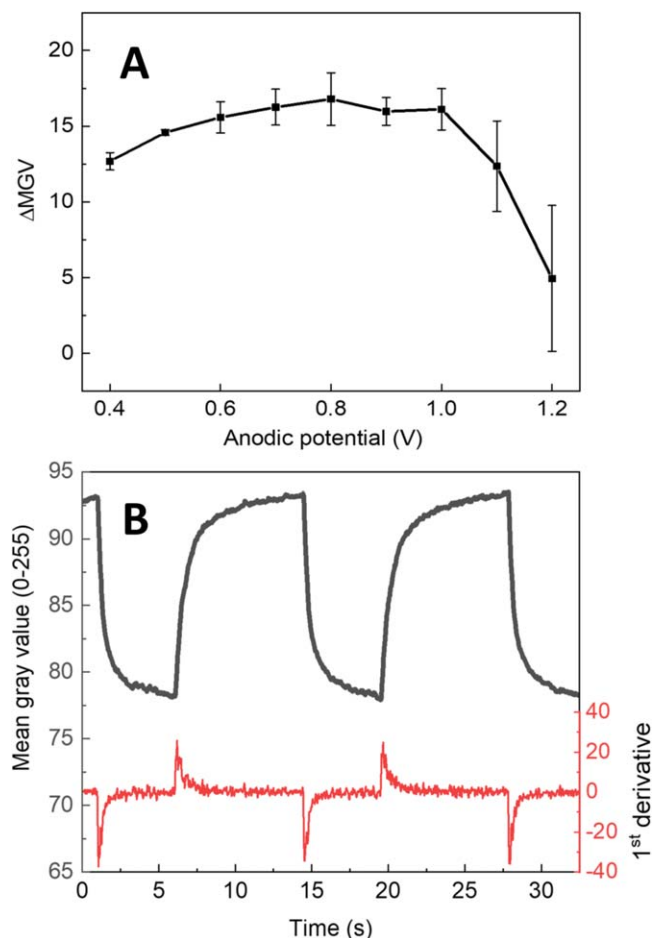 A
20
15
10
5
0
ΔMGV
0.4 0.6 0.8 1.0 1.2
Anodic potential (V)
B
95
90
85
80
75
70
65
Mean gray value (0-255)
40
20
0
-20
-40
1st derivative
0 5 10 15 20 25 30
Time (s)